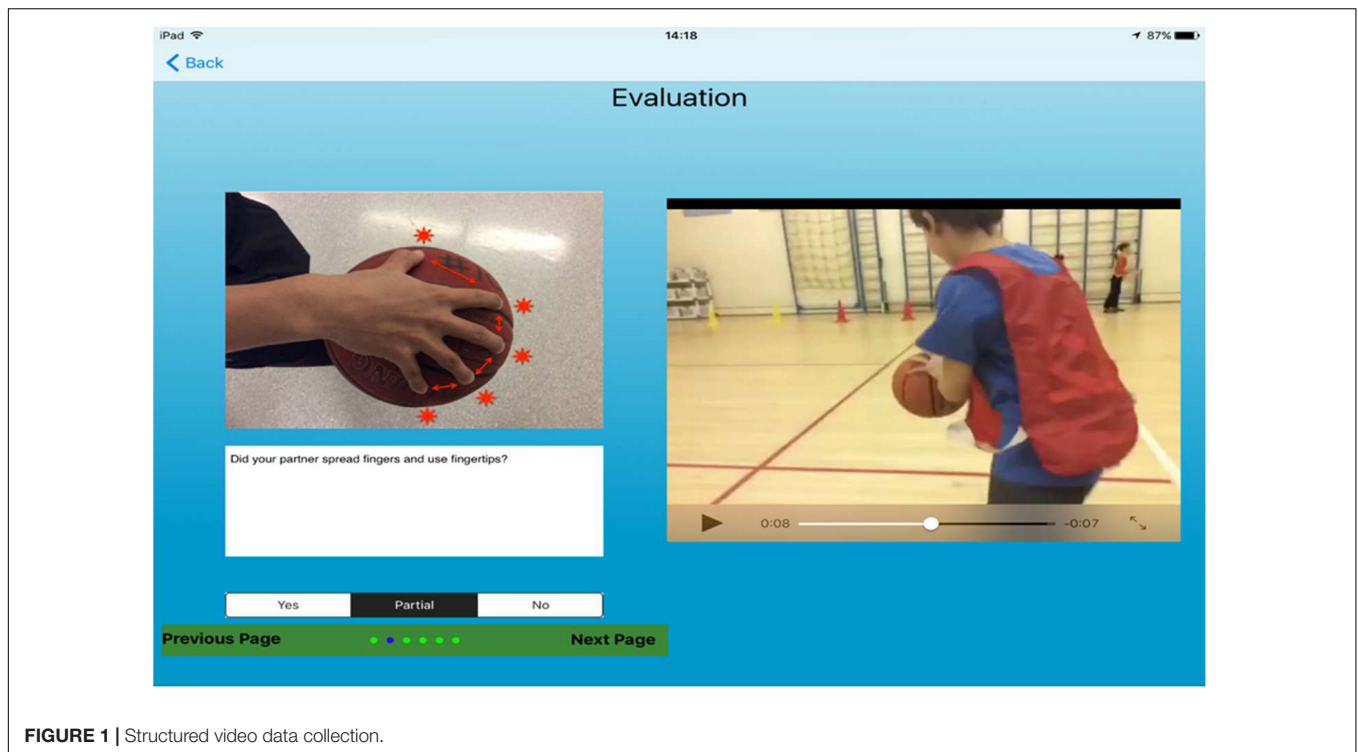 iPad
14:18
87%
Back
Evaluation
Did your partner spread fingers and use fingertips?
0:08
-0:07
Yes Partial No
Previous Page
Next Page
FIGURE 1 | Structured video data collection.